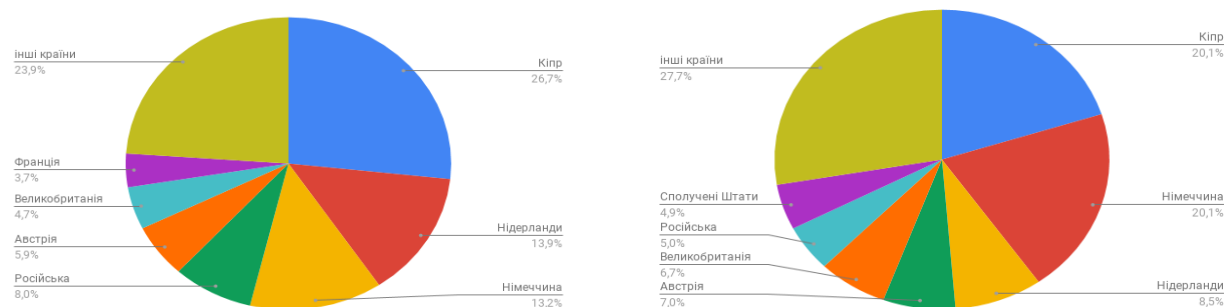 інші країни
23,9%
Франція
3,7%
Великобританія
4,7%
Австрія
5,9%
Російська
8,0%
Кіпр
26,7%
Нідерланди
13,9%
Німеччина
13.2%
інші країни
27,7%
Сполучені Штати
4,9%
Російська
5,0%
Великобританія
6,7%
Австрія
7,0%
Кіпр
20,1%
Німеччина
20,1%
Нідерланди
8,5%